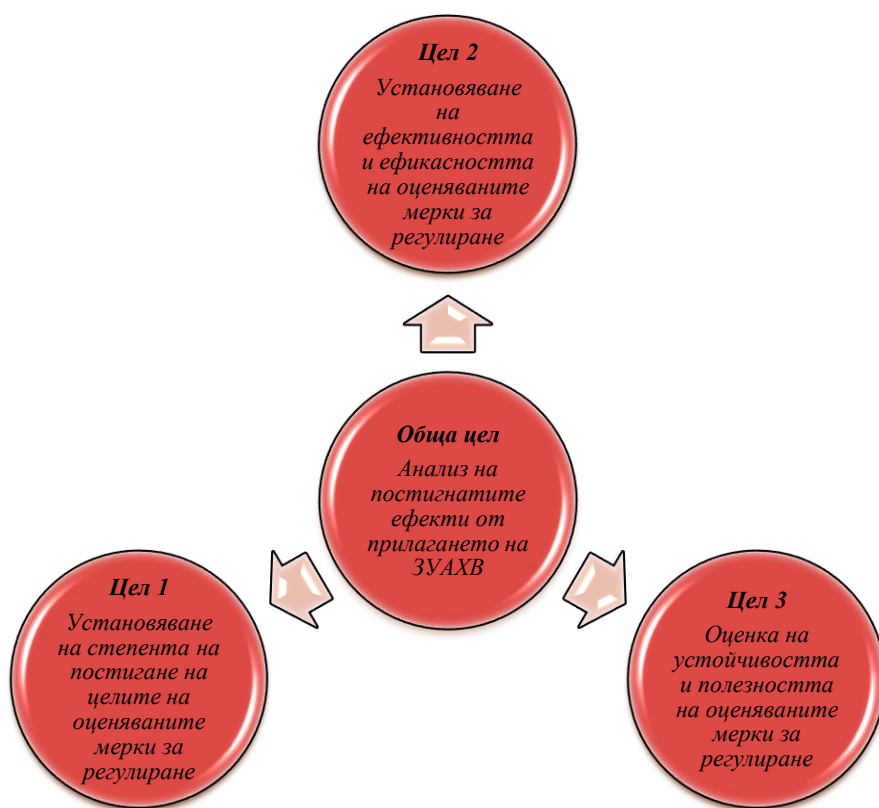 Цел 2
Установяване
на
ефективността
и ефикасността
на оценяваните
мерки за
регулиране
Обща цел
Анализ на
постигнатите
ефекти от
прилагането на
ЗУАХВ
Цел 1
Установяване
на степента на
постигане на
целите на
оценяваните
мерки за
регулиране
Цел 3
Оценка на
устойчивостта
и полезността
на оценяваните
мерки за
регулиране